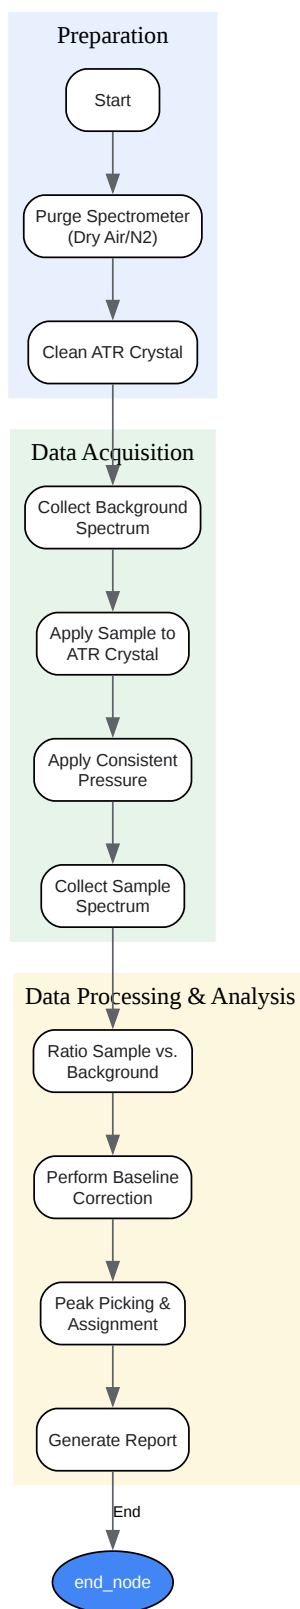 Preparation
Start
Purge Spectrometer
(Dry Air/N2)
Clean ATR Crystal
Data Acquisition
Collect Background
Spectrum
Apply Sample to
ATR Crystal
Apply Consistent
Pressure
Collect Sample
Spectrum
Data Processing & Analysis
Ratio Sample vs.
Background
Perform Baseline
Correction
Peak Picking &
Assignment
Generate Report
End
end_node